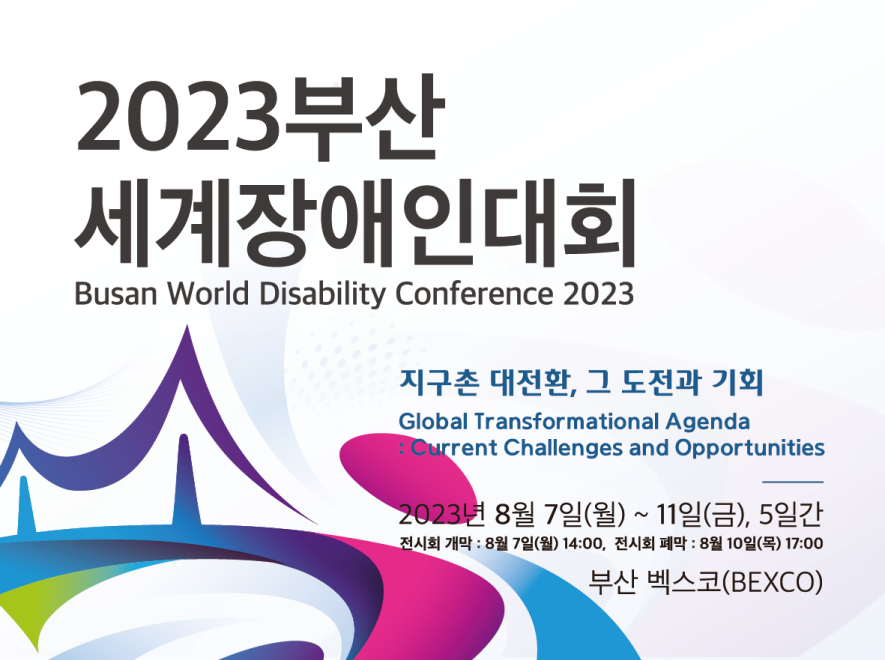 2023부산
세계장애인대회
Busan World Disability Conference 2023
지구촌 대전환, 그 도전과 기회
Global Transformational Agenda
: Current Challenges and Opportunities
2023년 8월 7일(월) ~ 11일(금), 5일간
전시회 개막 : 8월 7일(월) 14:00, 전시회 폐막 : 8월 10일(목) 17:00
부산 벡스코(BEXCO)